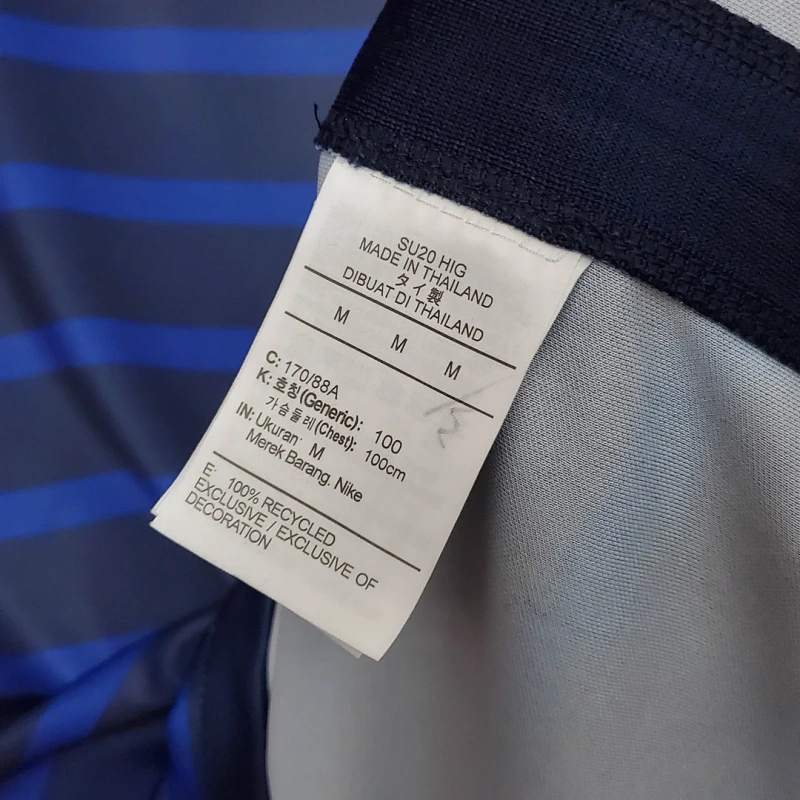 SU20 HIG
MADE IN THAILAND
タイ製
DIBUAT DI THAILAND
M M M
C: 170/88A
K: 호칭(Generic): 100
가슴둘레(Chest): 100cm
IN: Ukuran: M
Merek Barang. Nike
E: 100% RECYCLED
EXCLUSIVE / EXCLUSIVE OF
DECORATION